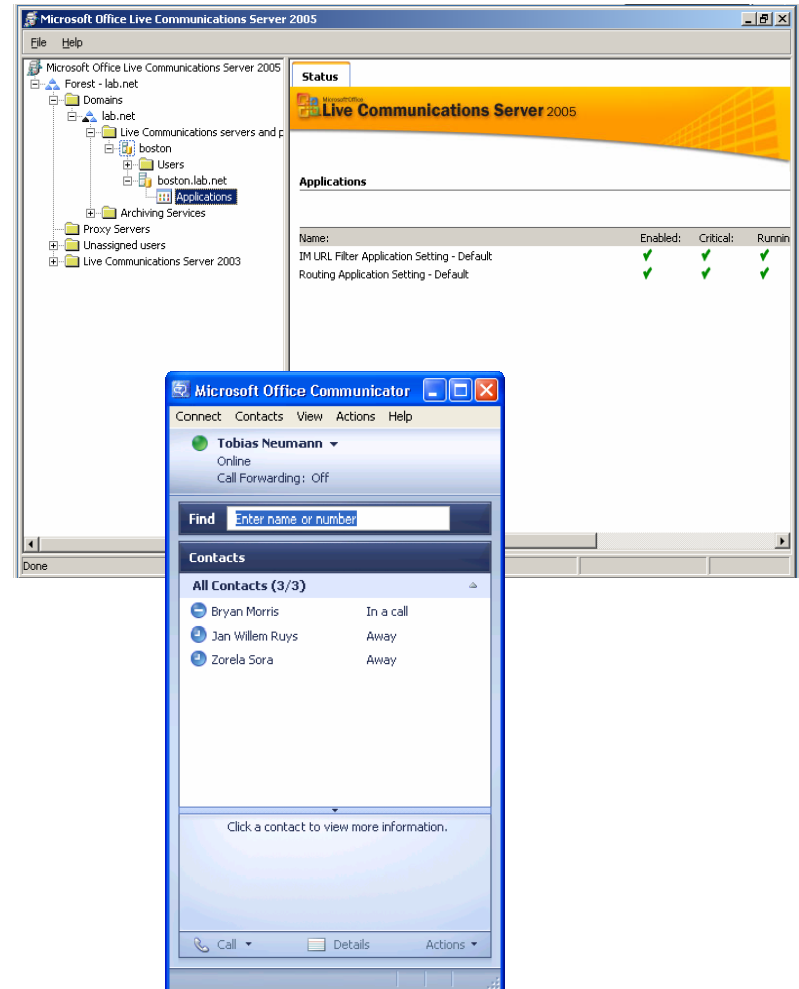 Microsoft Office Live Communications Server 2005
File Help
Microsoft Office Live Communications Server 2005
Forest - lab.net
Domains
lab.net
Live Communications servers and p
boston
Users
boston.lab.net
Applications
Archiving Services
Proxy Servers
Unassigned users
Live Communications Server 2003
Status
Microsoft Office
Live Communications Server 2005
Applications
Name: Enabled: Critical: Runnin
IM URL Filter Application Setting - Default
Routing Application Setting - Default
Done
Microsoft Office Communicator
Connect Contacts View Actions Help
Tobias Neumann
Online
Call Forwarding: Off
Find Enter name or number
Contacts
All Contacts (3/3)
Bryan Morris In a call
Jan Willem Ruys Away
Zorela Sora Away
Click a contact to view more information.
Call Details Actions